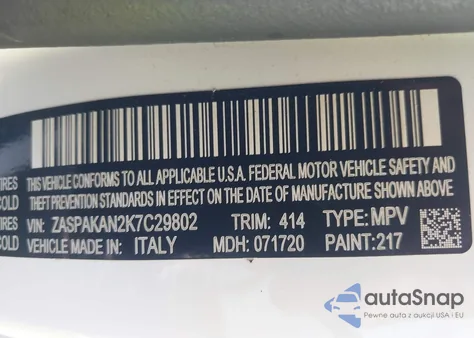 IRES THIS VEHICLE CONFORMS TO ALL APPLICABLE U.S.A. FEDERAL MOTOR VEHICLE SAFETY AND
COLD THEFT PREVENTION STANDARDS IN EFFECT ON THE DATE OF MANUFACTURE SHOWN ABOVE.
IRES VIN: ZASPAKAN2K7C29802 TRIM: 414 TYPE: MPV
COLD VEHICLE MADE IN: ITALY MDH: 071720 PAINT: 217
autoSnap
Pewne auta z USA i EU